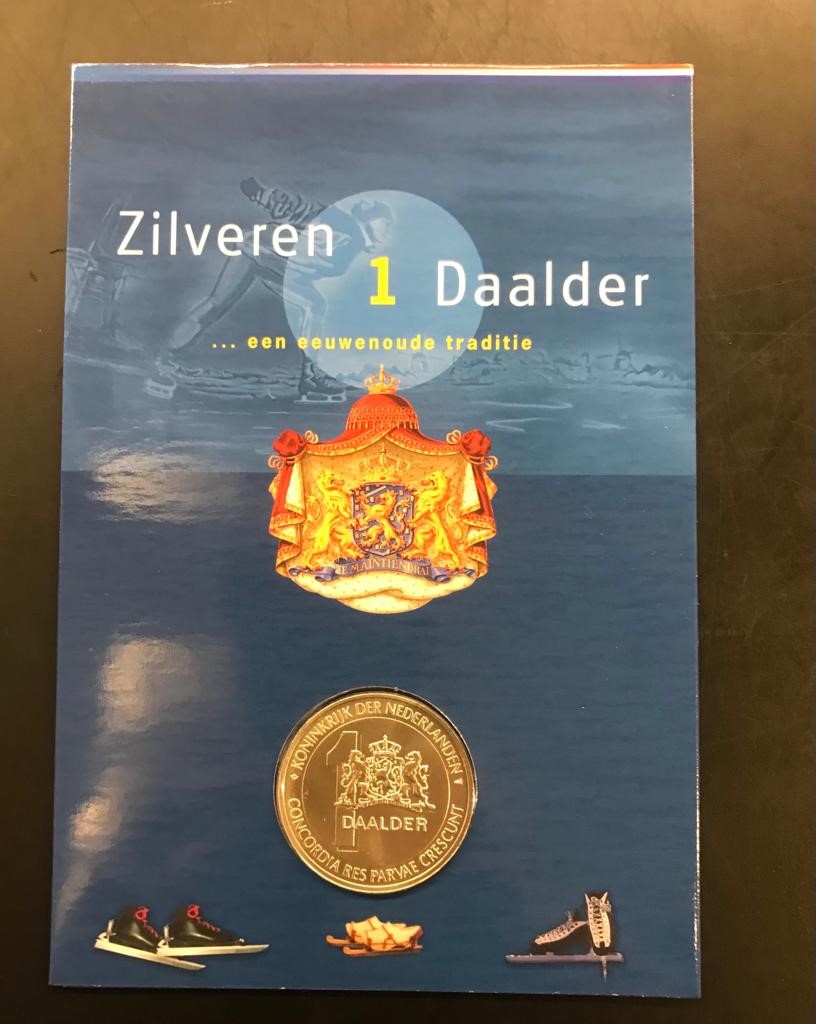 Zilveren
1 Daalder
... een eeuwenoude traditie
JE MAINTIENDRAI
KONINKRIJK DER NEDERLANDEN
1
DAALDER
CONCORDIA RES PARVAE CRESCUNT